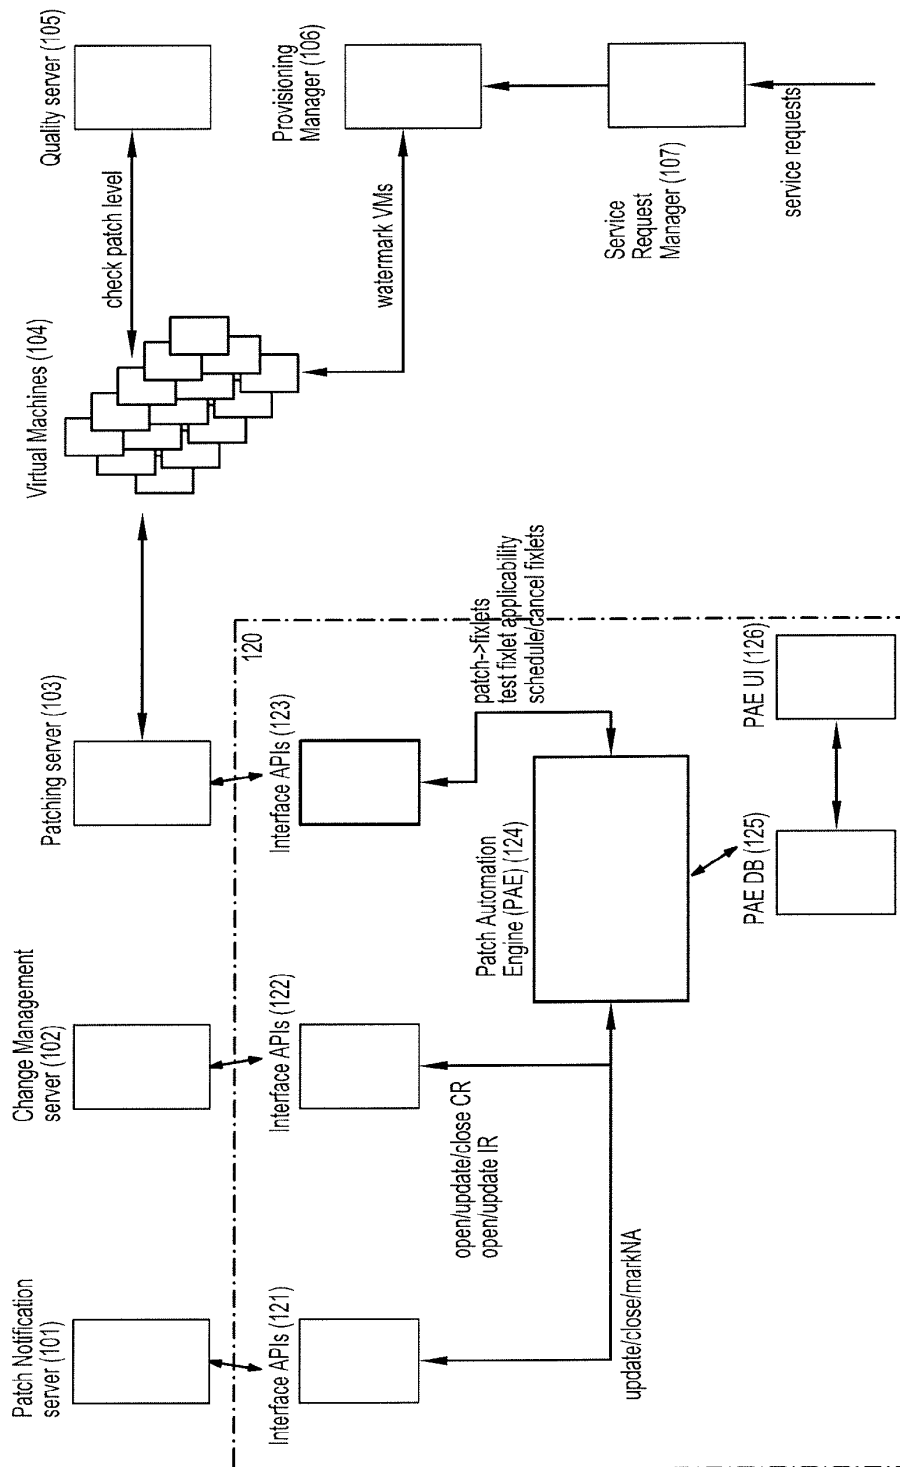 Patch Notification
server (101)
Change Management
server (102)
Patching server (103)
Virtual Machines (104)
Quality server (105)
check patch level
Provisioning
Manager (106)
watermark VMs
Service
Request
Manager (107)
service requests
120
Interface APIs (121)
Interface APIs (122)
Interface APIs (123)
open/update/close CR
open/update IR
update/close/markNA
patch->fixlets
test fixlet applicability
schedule/cancel fixlets
Patch Automation
Engine (PAE) (124)
PAE DB (125)
PAE UI (126)